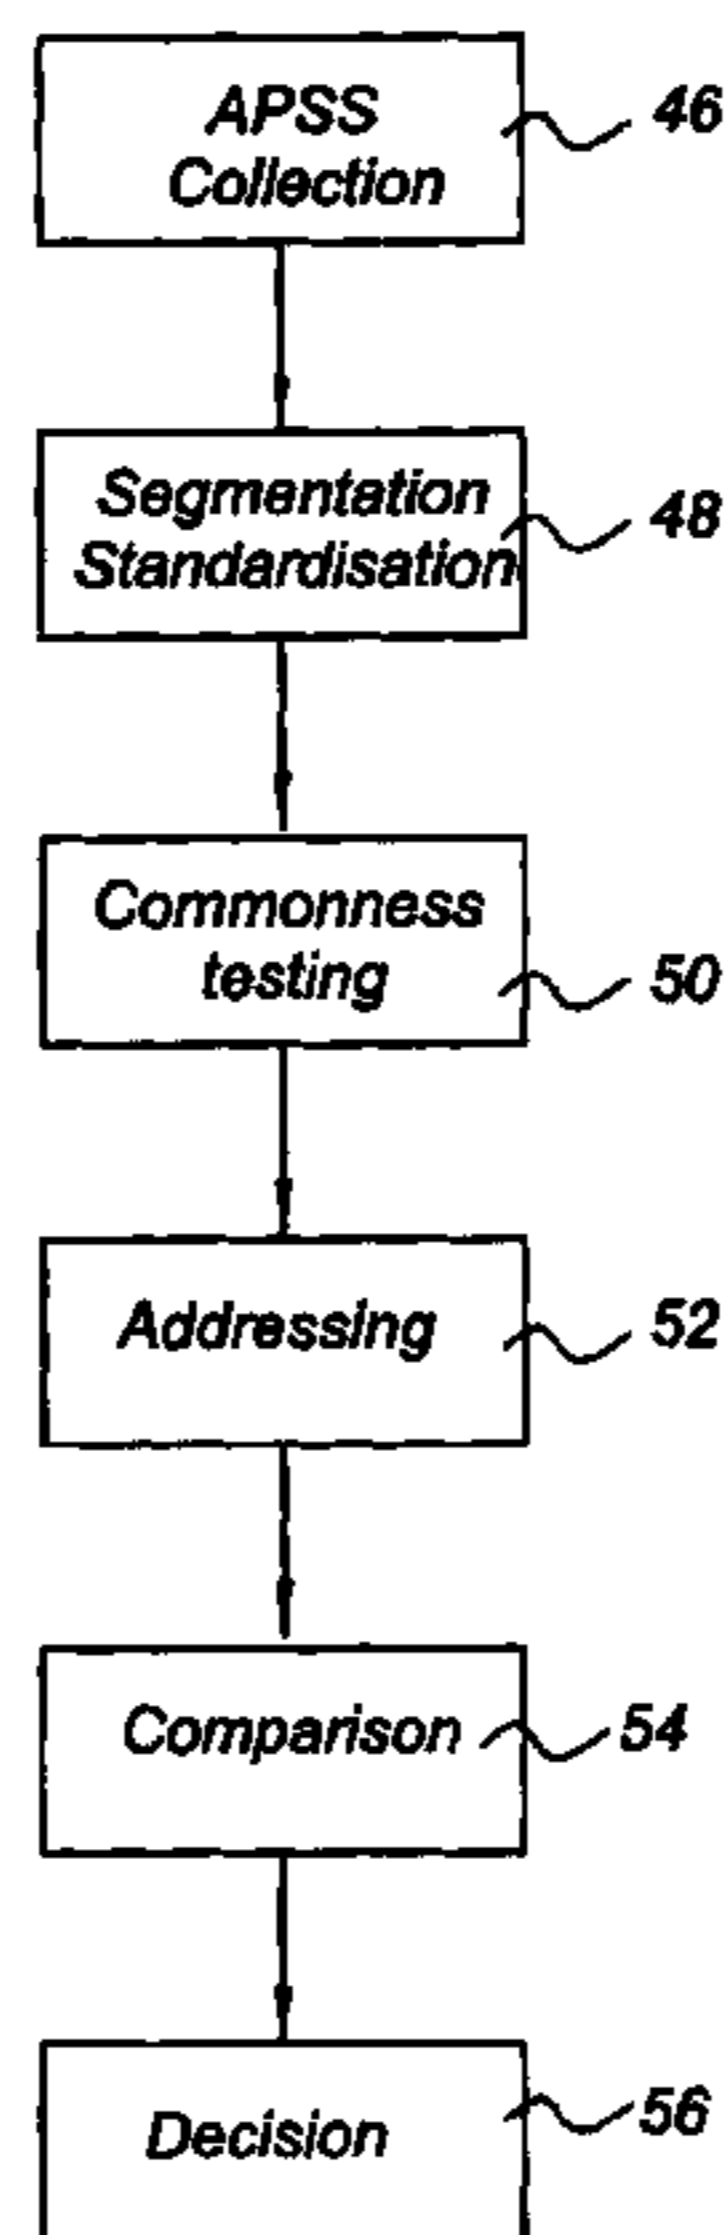 APSS
Collection
46
Segmentation
Standardisation
48
Commonness
testing
50
Addressing
52
Comparison
54
Decision
56